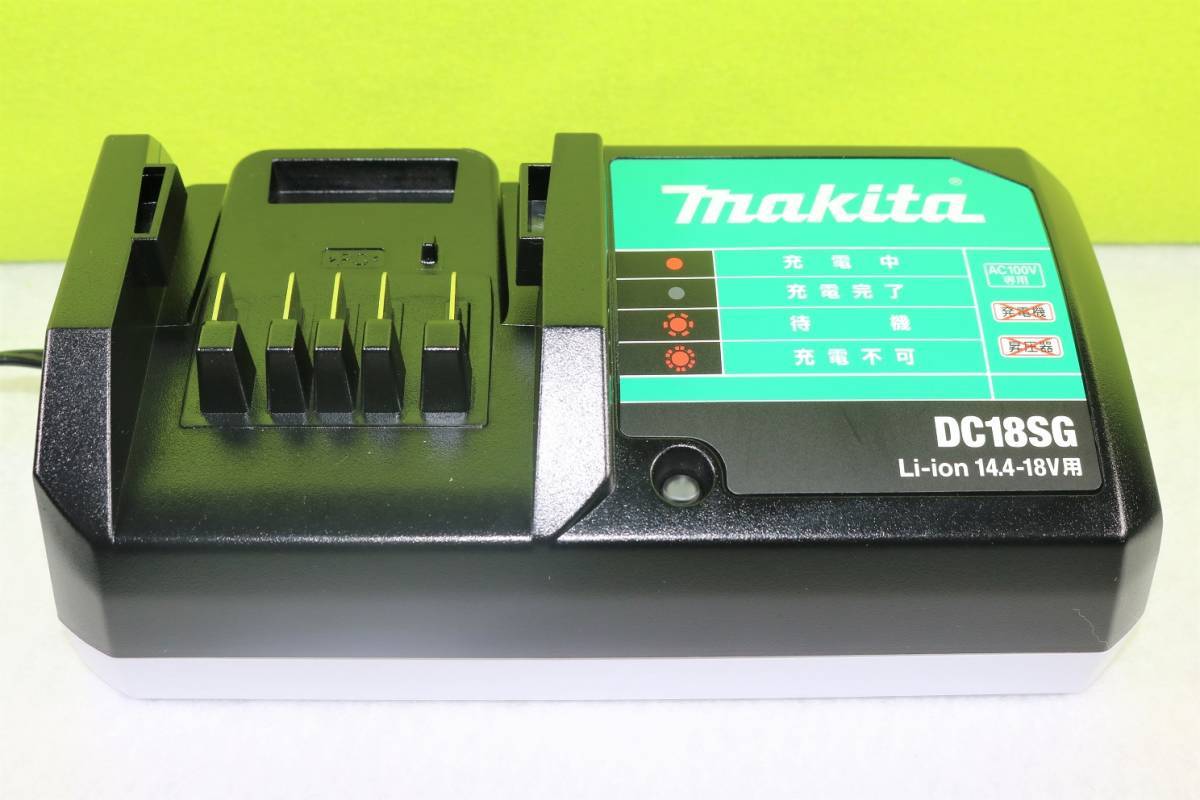 makita®
充電中
充電完了
待機
充電不可
AC100V
専用
発電機
昇圧器
DC18SG
Li-ion 14.4-18V用